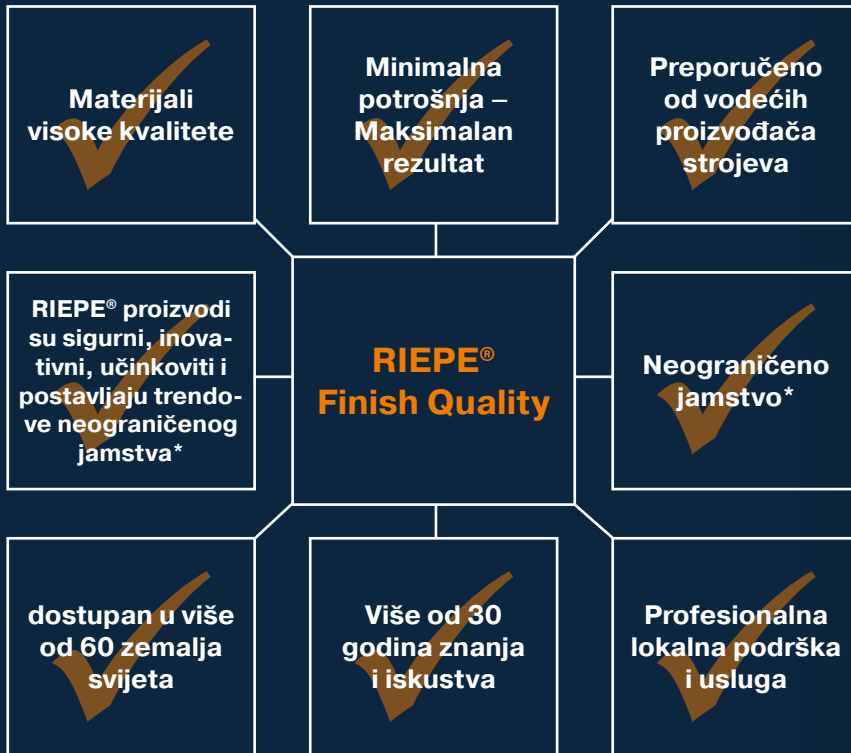 Materijali
visoke kvalitete
Minimalna
potrošnja –
Maksimalan
rezultat
Preporučeno
od vodećih
proizvođača
strojeva
RIEPE® proizvodi
su sigurni, inova-
tivni, učinkoviti i
postavljaju trendo-
ve neograničenog
jamstva*
RIEPE®
Finish Quality
Neograničeno
jamstvo*
dostupan u više
od 60 zemalja
svijeta
Više od 30
godina znanja
i iskustva
Profesionalna
lokalna podrška
i usluga